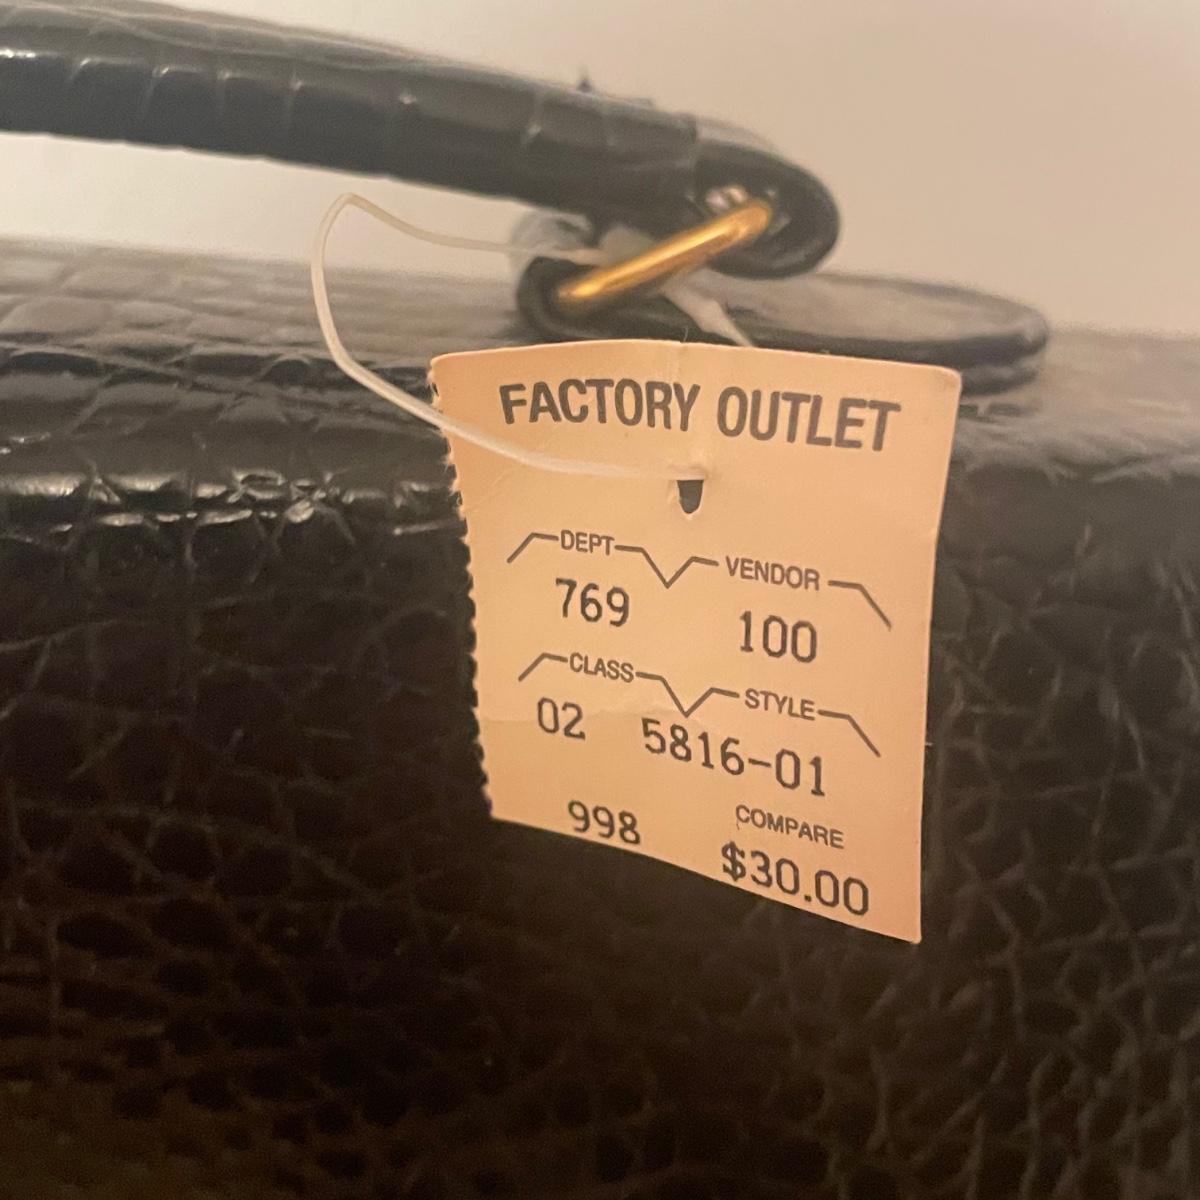 FACTORY OUTLET
DEPT VENDOR
769 100
CLASS STYLE
02 5816-01
COMPARE
998 $30.00